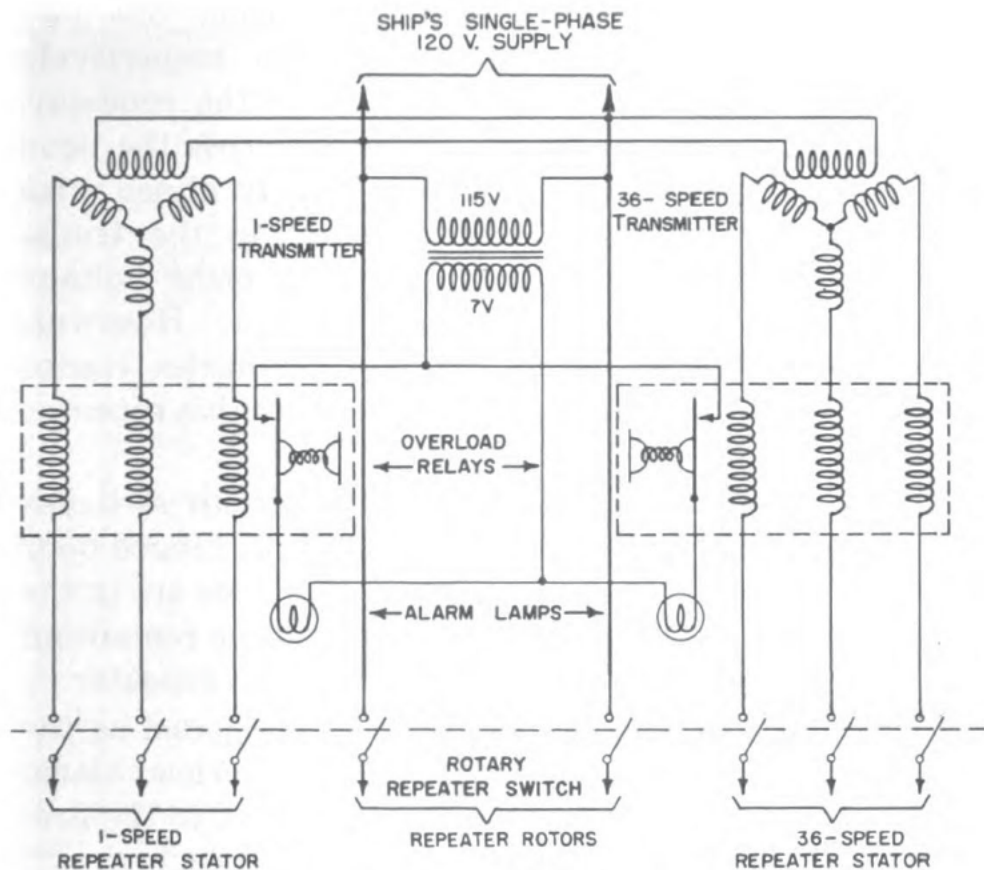 SHIP'S SINGLE-PHASE
120 V. SUPPLY
115 V
7V
1-SPEED
TRANSMITTER
36- SPEED
TRANSMITTER
OVERLOAD
RELAYS
ALARM LAMPS
ROTARY
REPEATER SWITCH
1-SPEED
REPEATER STATOR
REPEATER ROTORS
36-SPEED
REPEATER STATOR